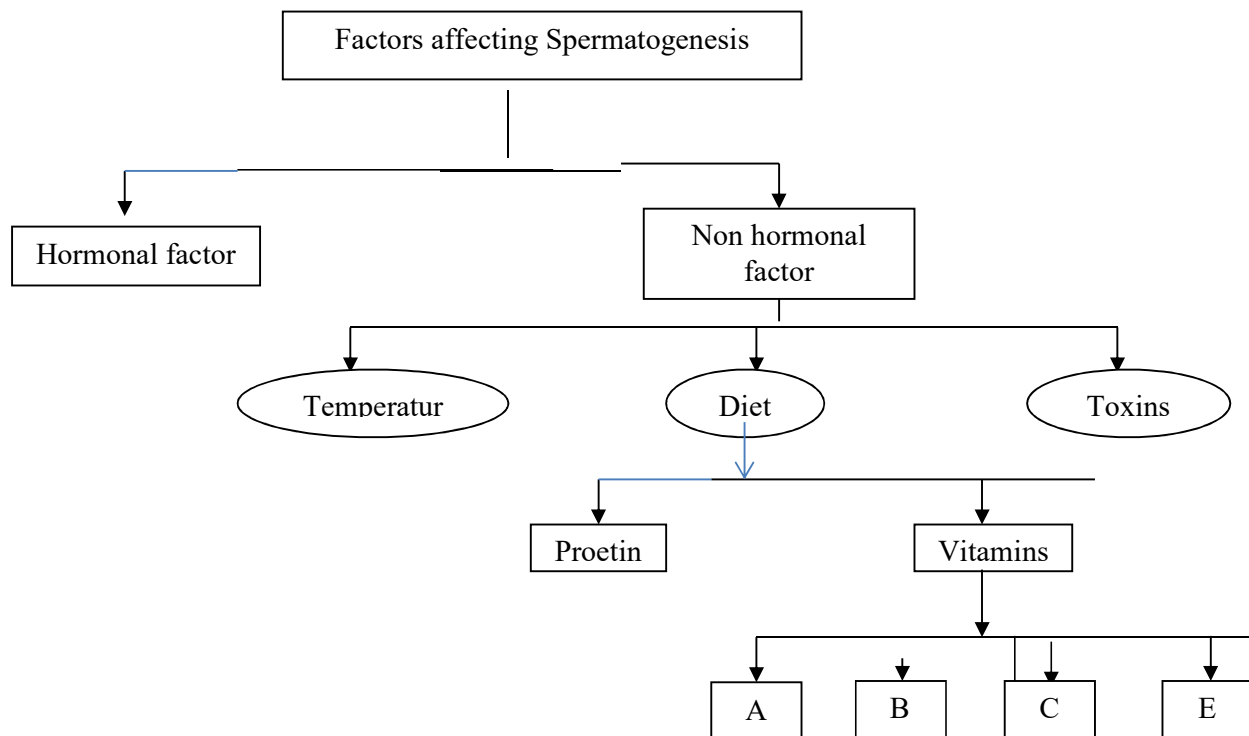 Factors affecting Spermatogenesis
Hormonal factor
Non hormonal
factor
Temperatur
Diet
Toxins
Proetin
Vitamins
A
B
C
E